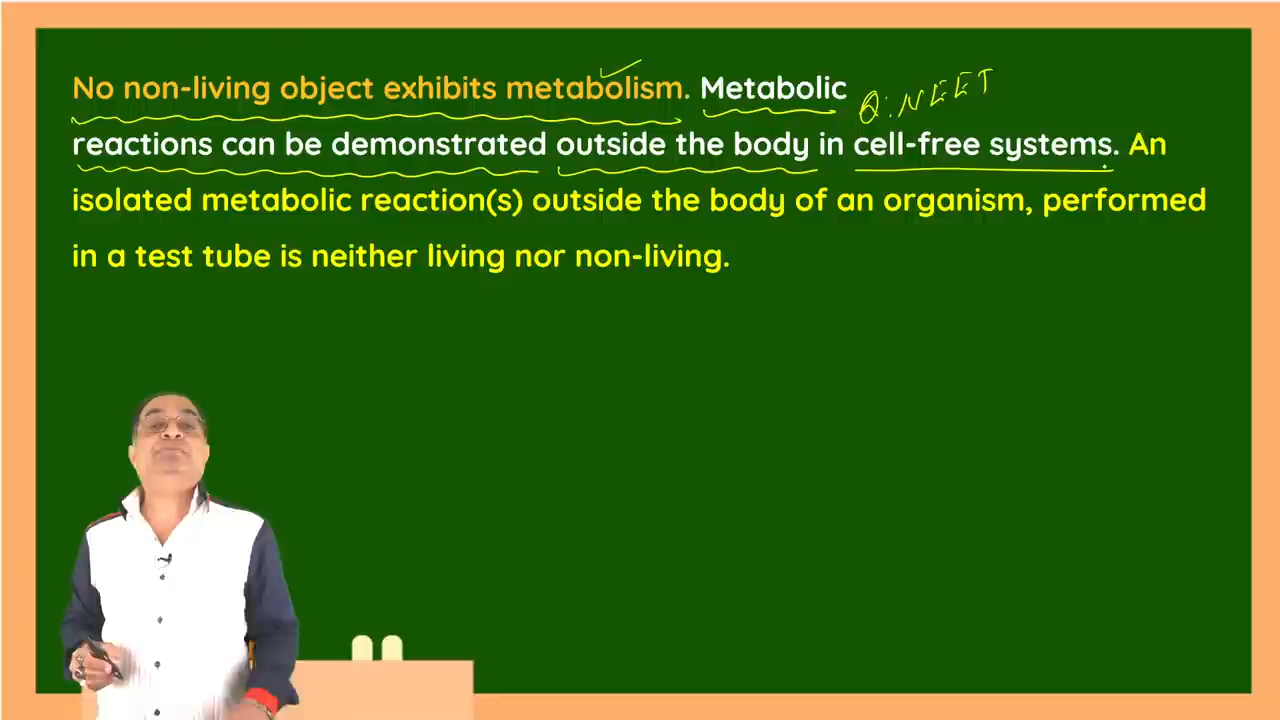 No non-living object exhibits metabolism. Metabolic
Q: NEET
reactions can be demonstrated outside the body in cell-free systems. An
isolated metabolic reaction(s) outside the body of an organism, performed
in a test tube is neither living nor non-living.